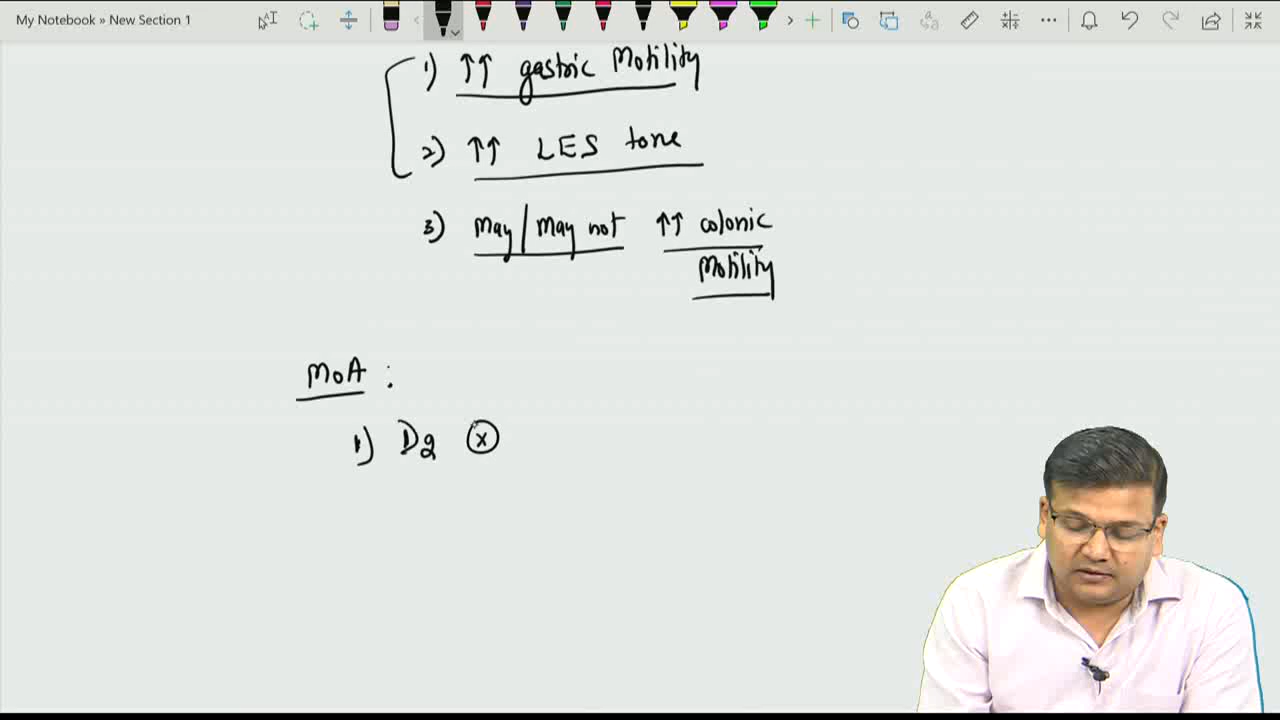 My Notebook » New Section 1
1) ↑↑ gastric Motility
2) ↑↑ LES tone
3) May/May not ↑↑ colonic
Motility
MOA :
1) D2 ⓧ